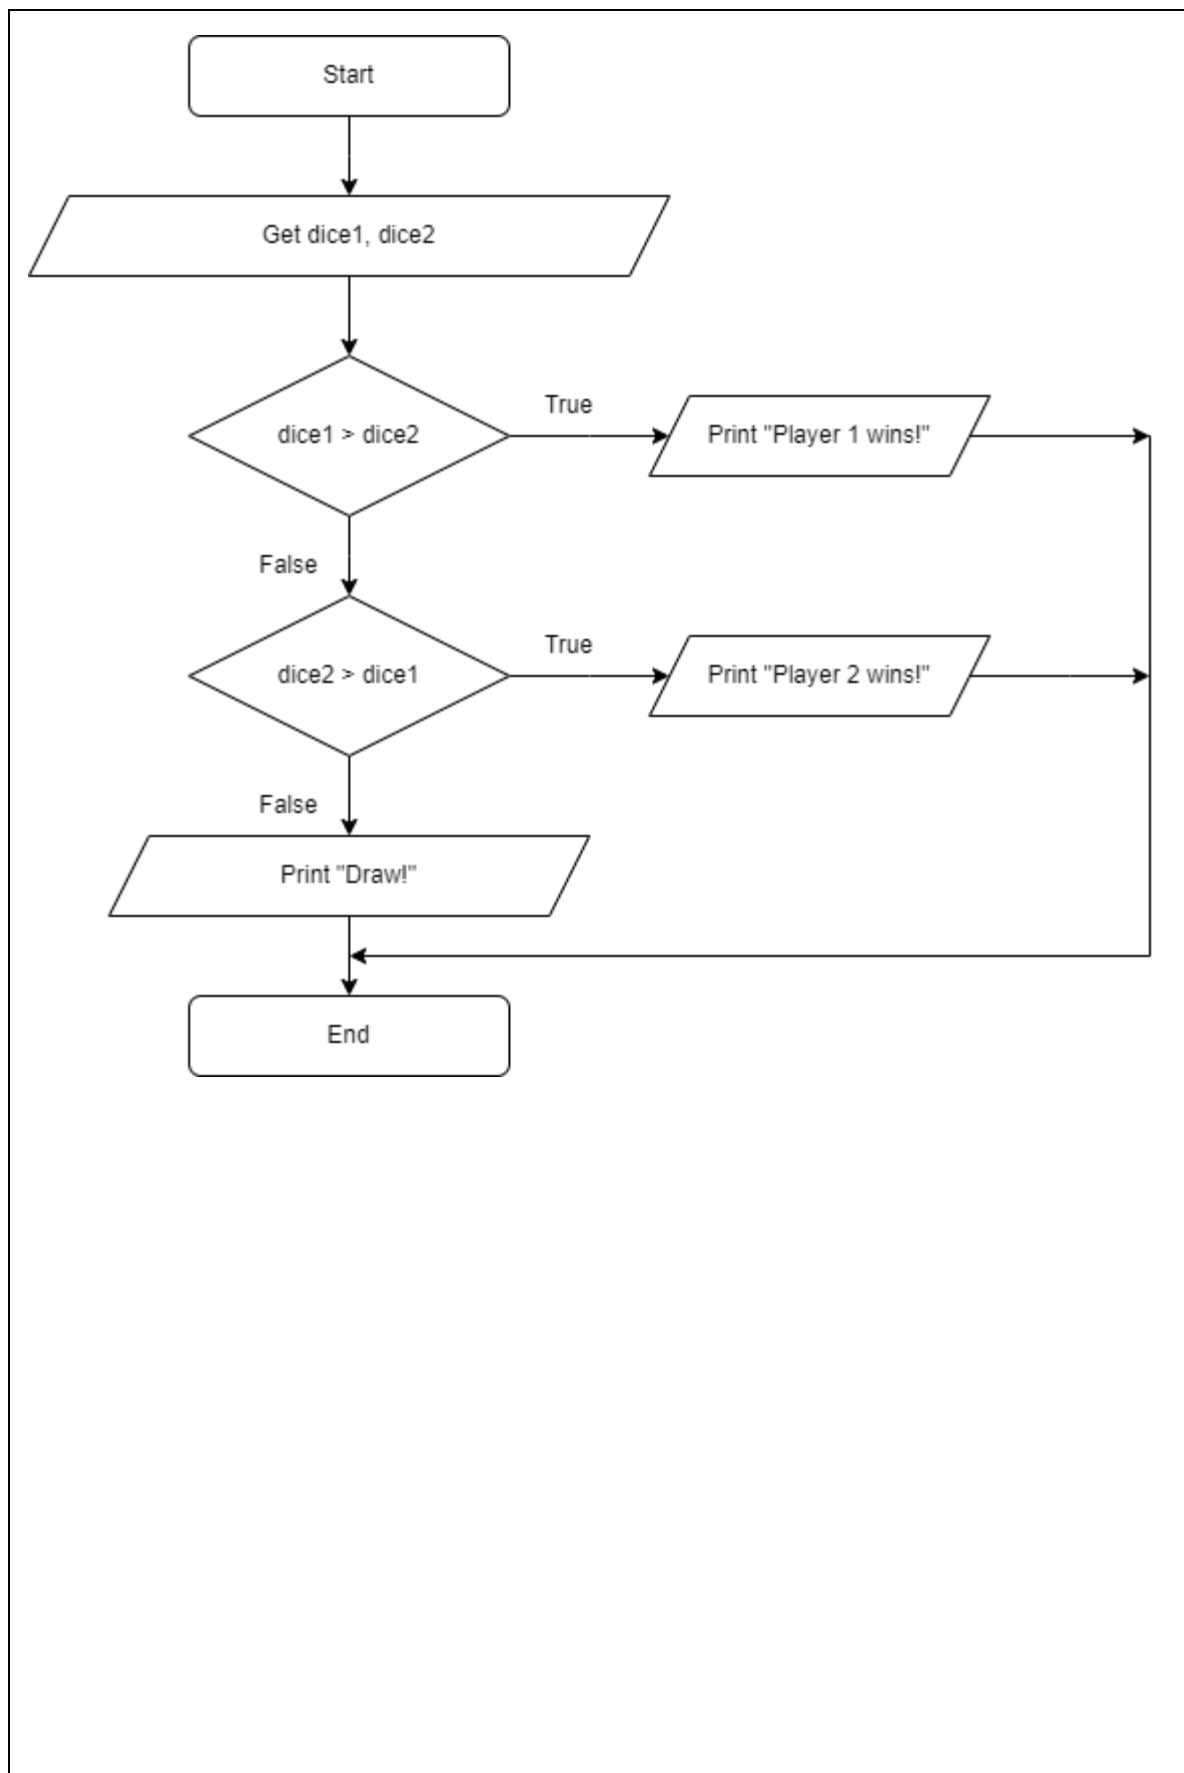 Start
Get dice1, dice2
dice1 > dice2
True
Print "Player 1 wins!"
False
dice2 > dice1
True
Print "Player 2 wins!"
False
Print "Draw!"
End